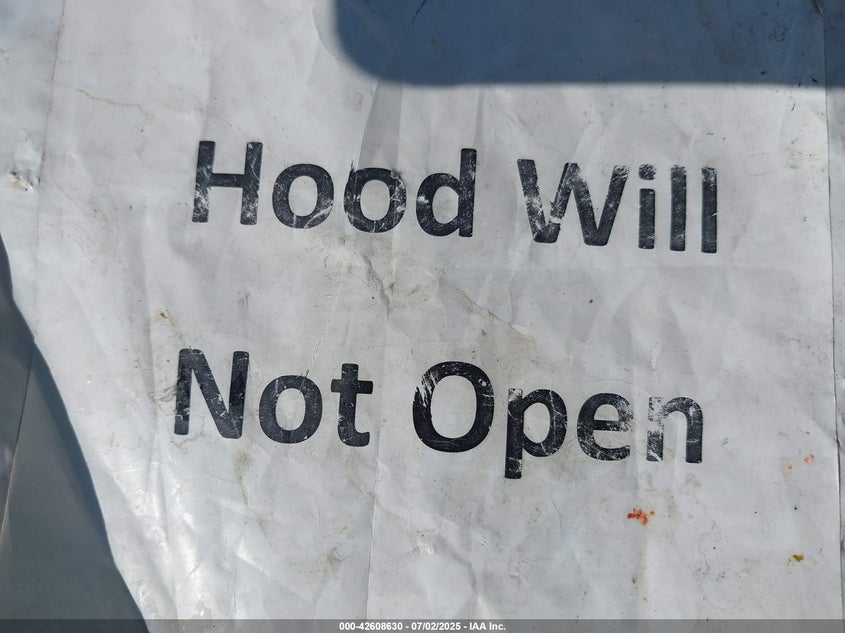 Hood Will
Not Open
000-42608630 / 07/02/2025 - IAA Inc.